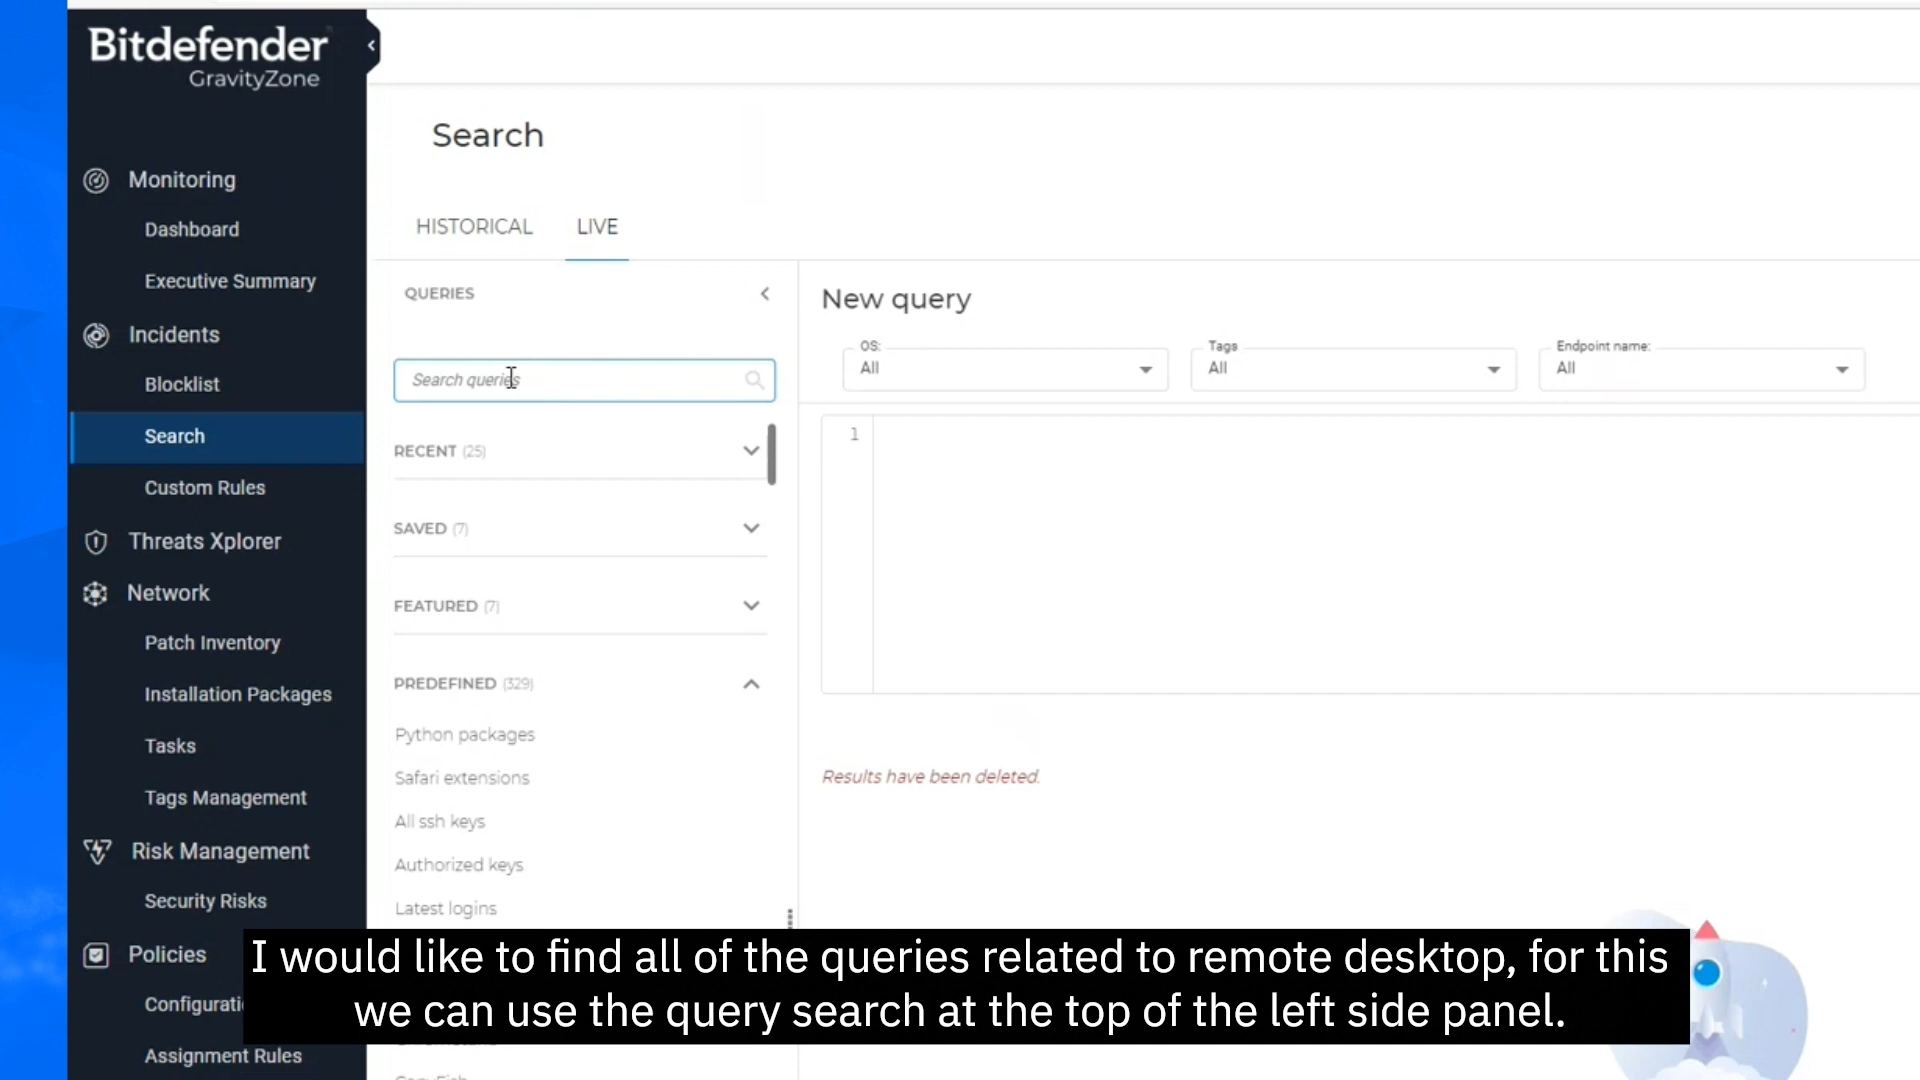 Bitdefender
GravityZone
Monitoring
Dashboard
Executive Summary
Incidents
Blocklist
Search
Custom Rules
Threats Xplorer
Network
Patch Inventory
Installation Packages
Tasks
Tags Management
Risk Management
Security Risks
Policies
Assignment Rules
Search
HISTORICAL LIVE
QUERIES
Search queries
RECENT (25)
SAVED (7)
FEATURED (7)
PREDEFINED (329)
Python packages
Safari extensions
All ssh keys
Authorized keys
Latest logins
New query
OS: Tags Endpoint name:
All All All
1
Results have been deleted.
I would like to find all of the queries related to remote desktop, for this
we can use the query search at the top of the left side panel.